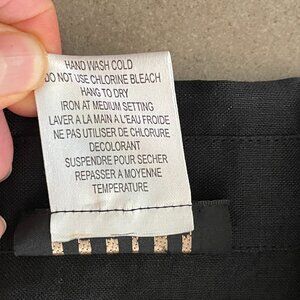 HAND WASH COLD
DO NOT USE CHLORINE BLEACH
HANG TO DRY
IRON AT MEDIUM SETTING
LAVER A LA MAIN A L'EAU FROIDE
NE PAS UTILISER DE CHLORURE
DECOLORANT
SUSPENDRE POUR SECHER
REPASSER A MOYENNE
TEMPERATURE